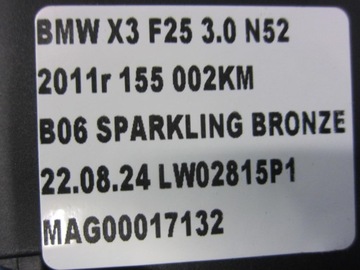 BMW X3 F25 3.0 N52
2011r 155 002KM
B06 SPARKLING BRONZE
22.08.24 LW02815P1
MAG00017132